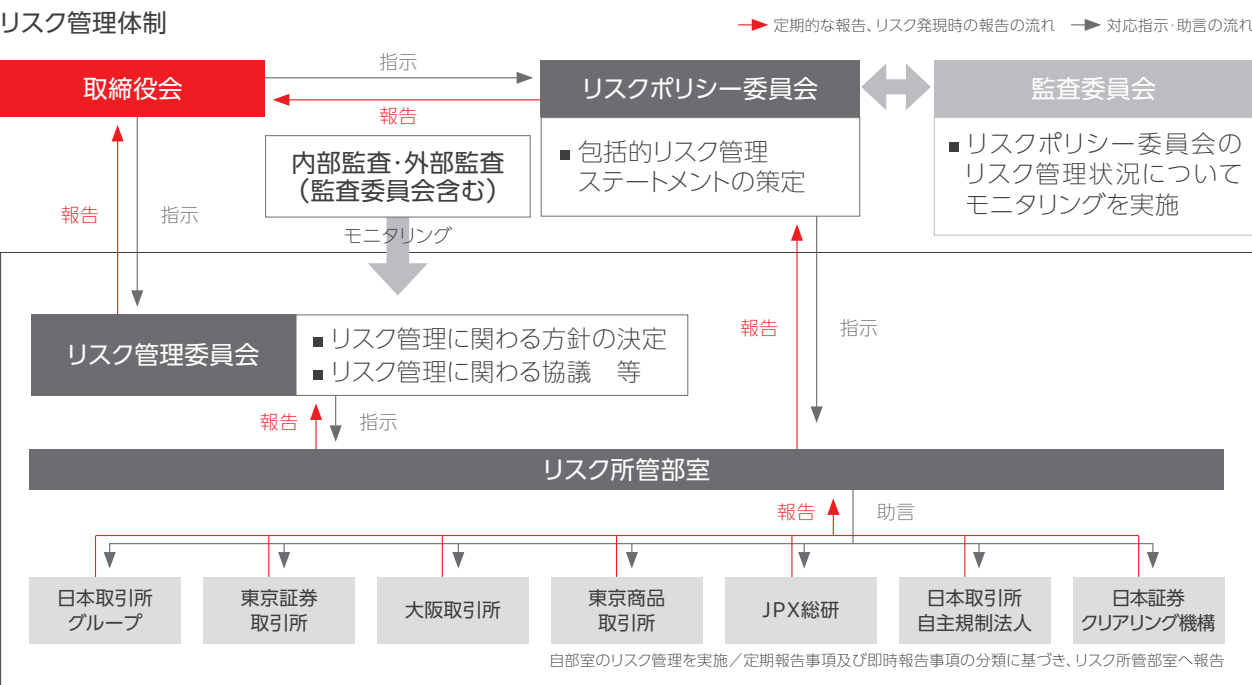 リスク管理体制
定期的な報告、リスク発現時の報告の流れ
対応指示・助言の流れ
取締役会
指示
報告
リスクポリシー委員会
監査委員会
内部監査・外部監査
（監査委員会含む）
■包括的リスク管理
ステートメントの策定
■リスクポリシー委員会の
リスク管理状況について
モニタリングを実施
報告
指示
モニタリング
リスク管理委員会
■リスク管理に関わる方針の決定
■リスク管理に関わる協議　等
報告
指示
報告
指示
リスク所管部室
報告
助言
日本取引所
グループ
東京証券
取引所
大阪取引所
東京商品
取引所
JPX総研
日本取引所
自主規制法人
日本証券
クリアリング機構
自部室のリスク管理を実施／定期報告事項及び即時報告事項の分類に基づき、リスク所管部室へ報告